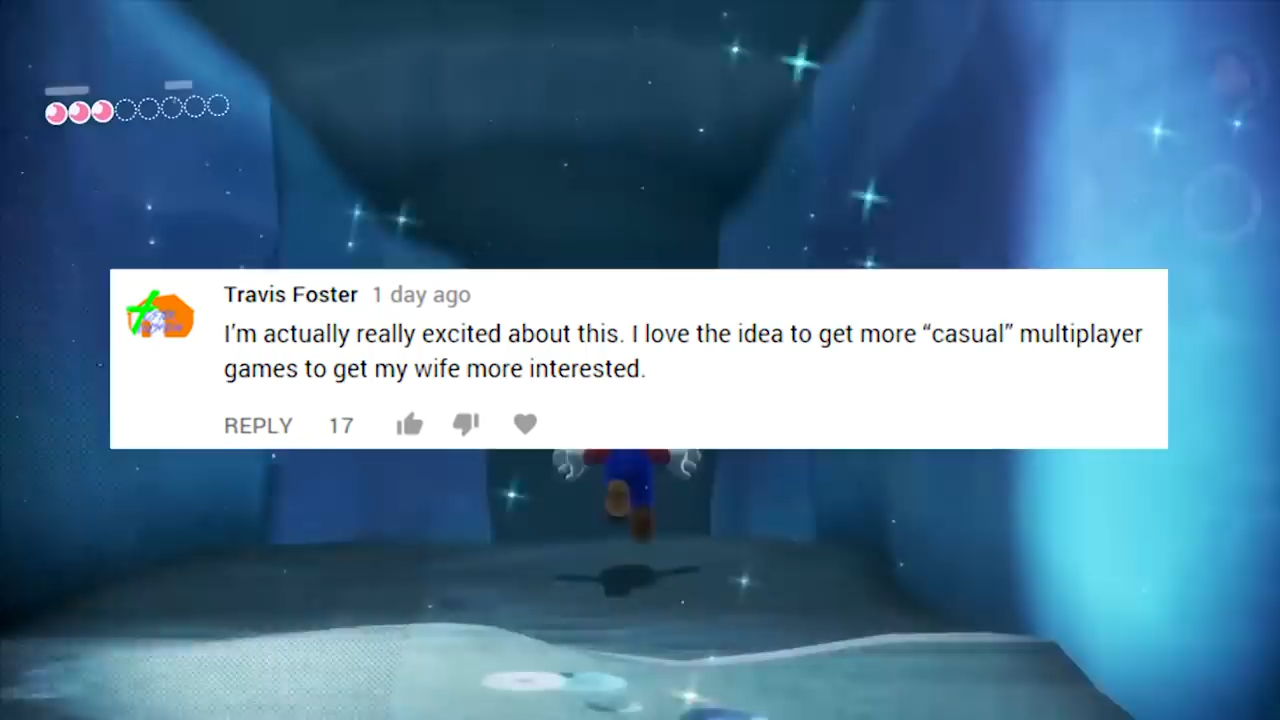 Travis Foster 1 day ago
I’m actually really excited about this. I love the idea to get more “casual” multiplayer
games to get my wife more interested.
REPLY 17